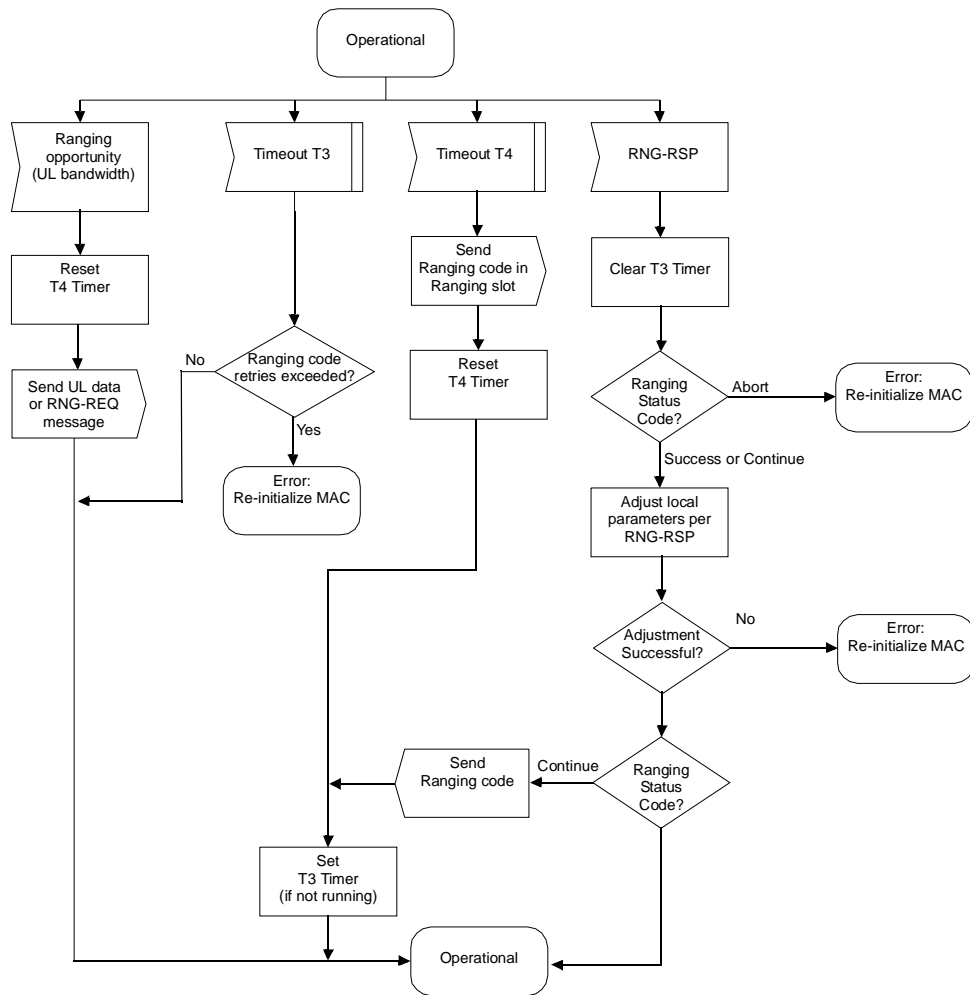 Operational
Ranging
opportunity
(UL bandwidth)
Timeout T3
Timeout T4
RNG-RSP
Reset
T4 Timer
Send
Ranging code in
Ranging slot
Clear T3 Timer
No
Ranging code
retries exceeded?
Yes
Send UL data
or RNG-REQ
message
Reset
T4 Timer
Ranging
Status
Code?
Abort
Error:
Re-initialize MAC
Success or Continue
Error:
Re-initialize MAC
Adjust local
parameters per
RNG-RSP
Adjustment
Successful?
No
Error:
Re-initialize MAC
Send
Ranging code
Continue
Ranging
Status
Code?
Set
T3 Timer
(if not running)
Operational